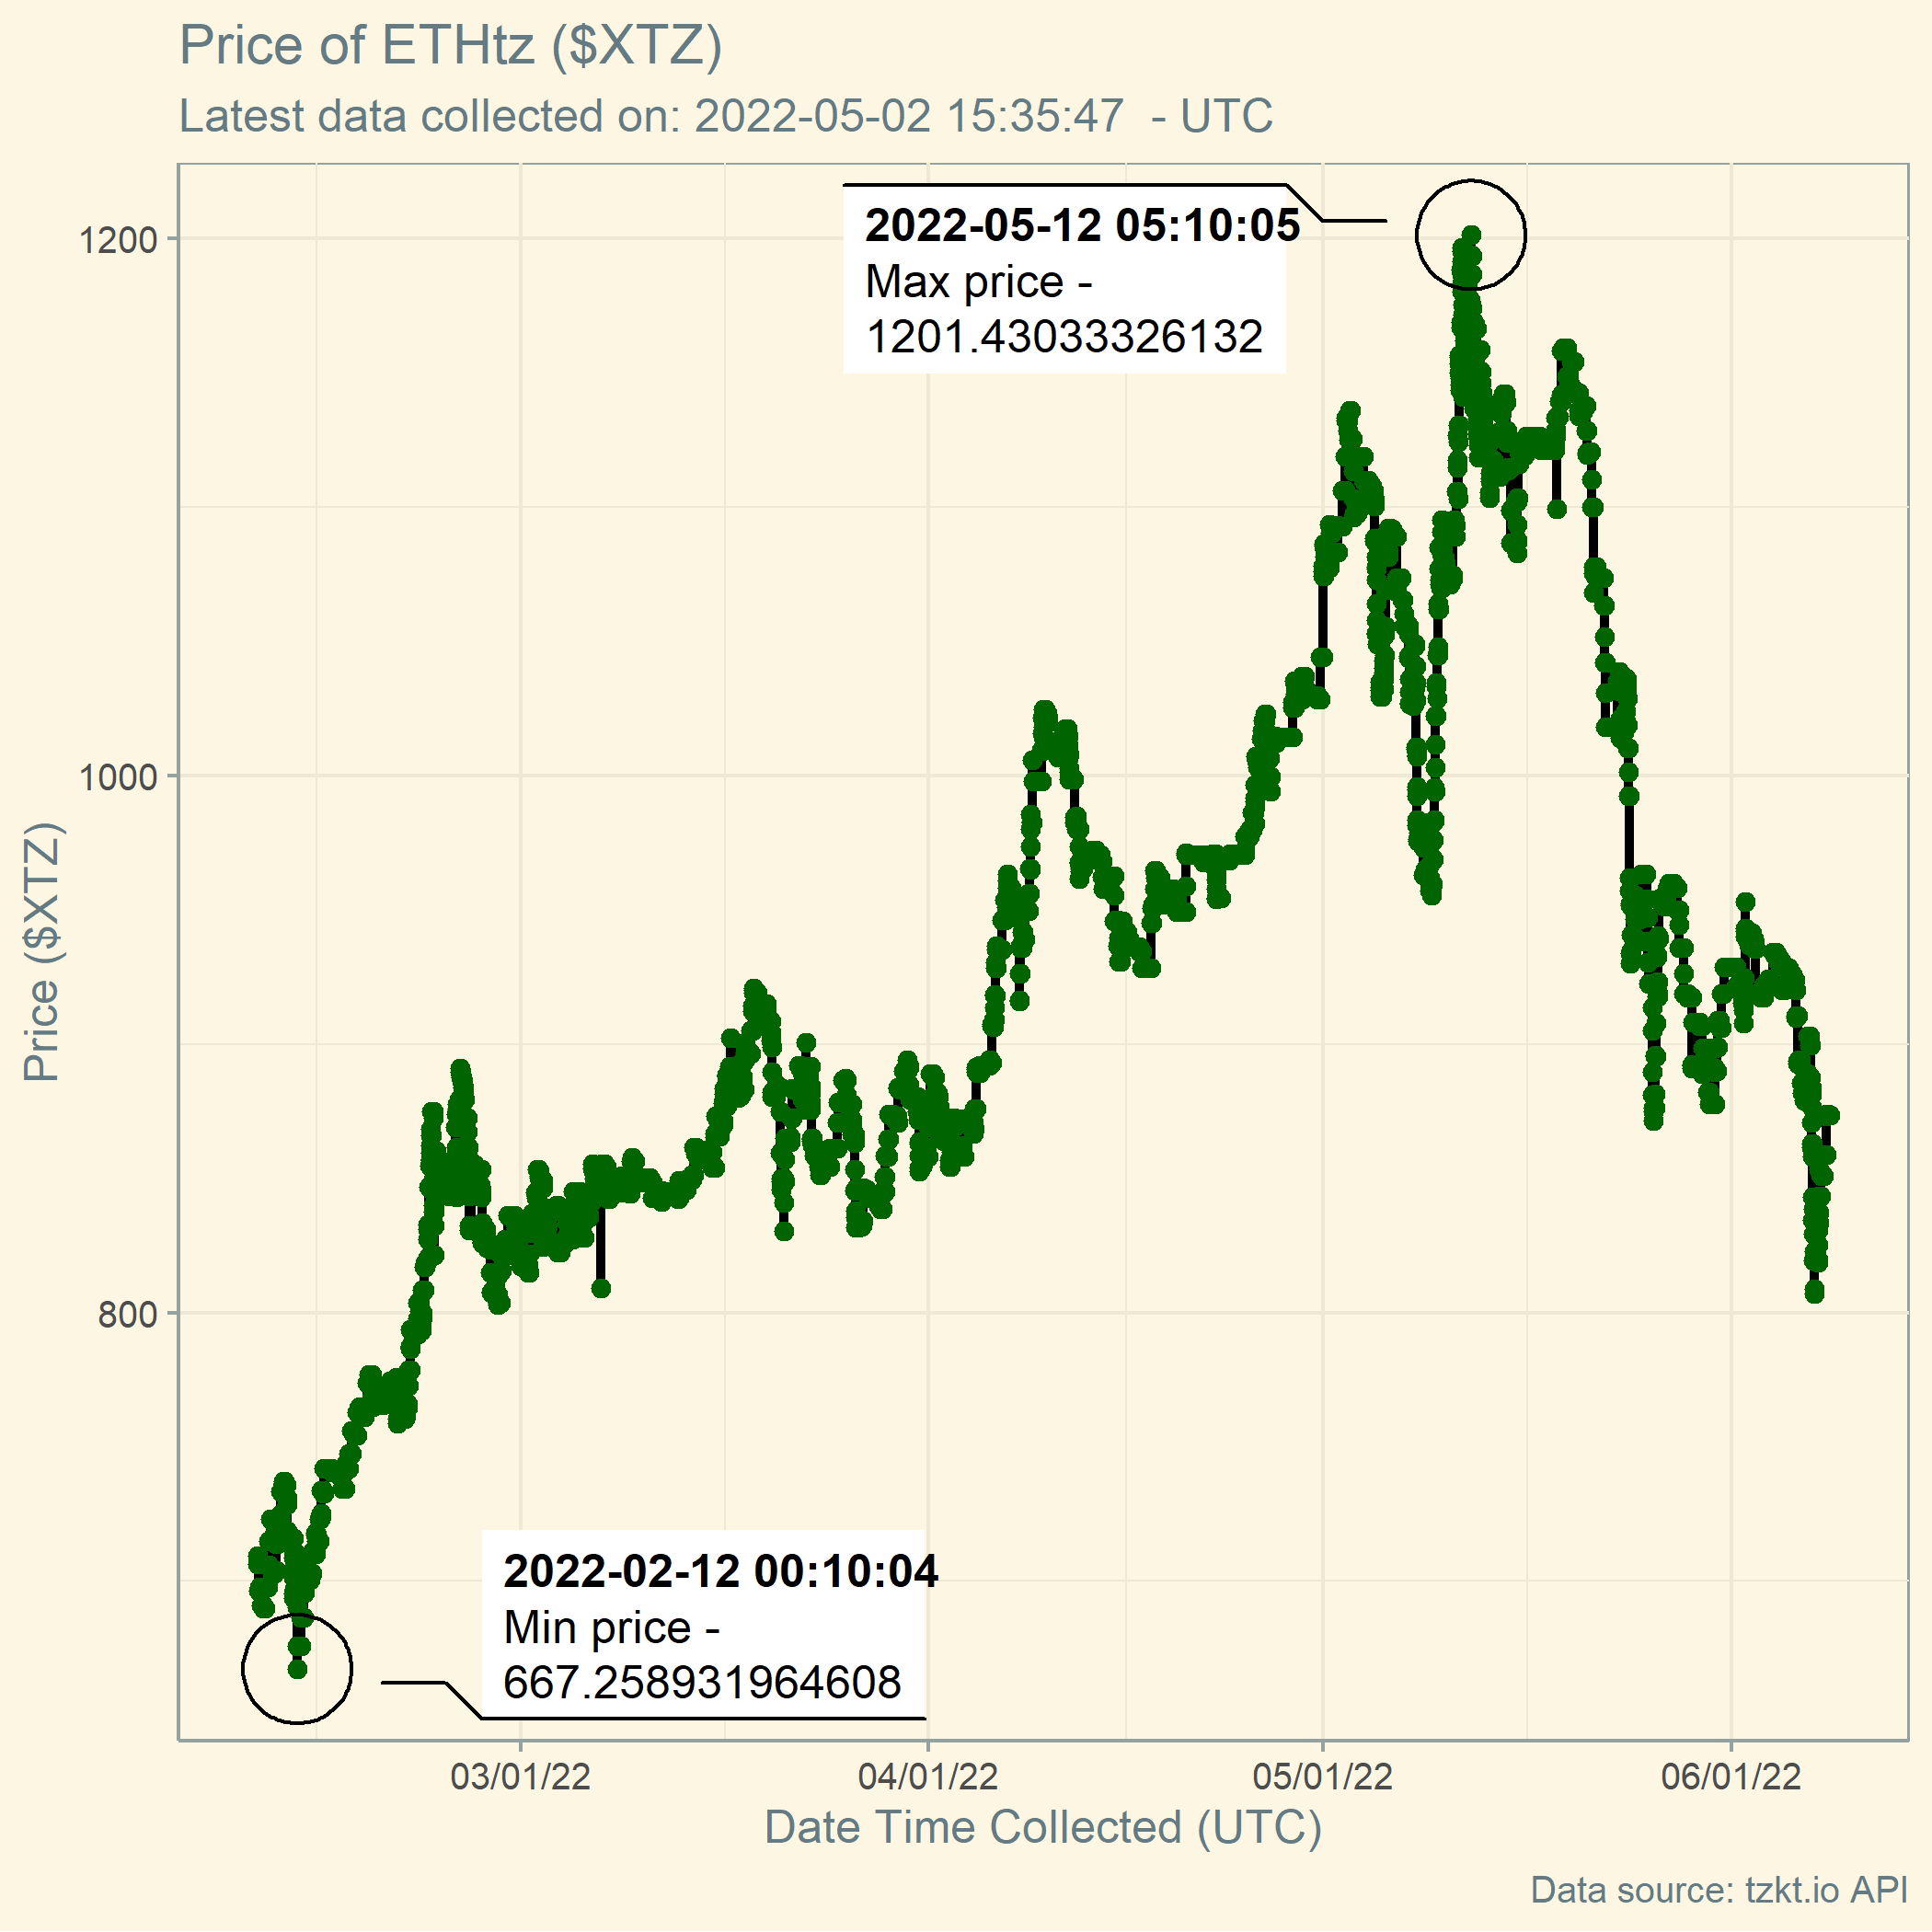 Price of ETHtz ($XTZ)
Latest data collected on: 2022-05-02 15:35:47  - UTC
2022-05-12 05:10:05
Max price -
1201.43033326132
1200
1000
800
Price ($XTZ)
2022-02-12 00:10:04
Min price -
667.258931964608
03/01/22
04/01/22
05/01/22
06/01/22
Date Time Collected (UTC)
Data source: tzkt.io API